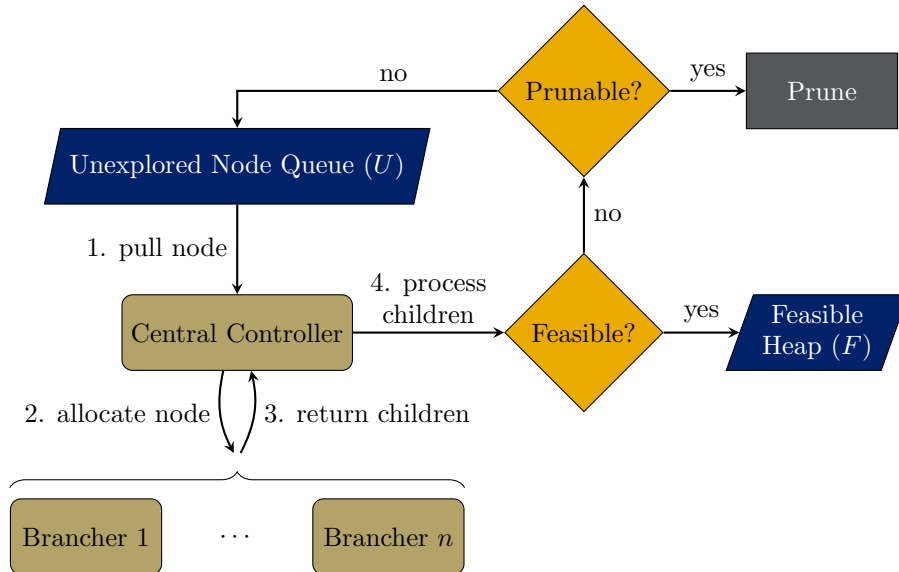 no
Prunable?
yes
Prune
Unexplored Node Queue (U)
1. pull node
no
4. process
children
Central Controller
Feasible?
yes
Feasible
Heap (F)
2. allocate node
3. return children
Brancher 1
...
Brancher n